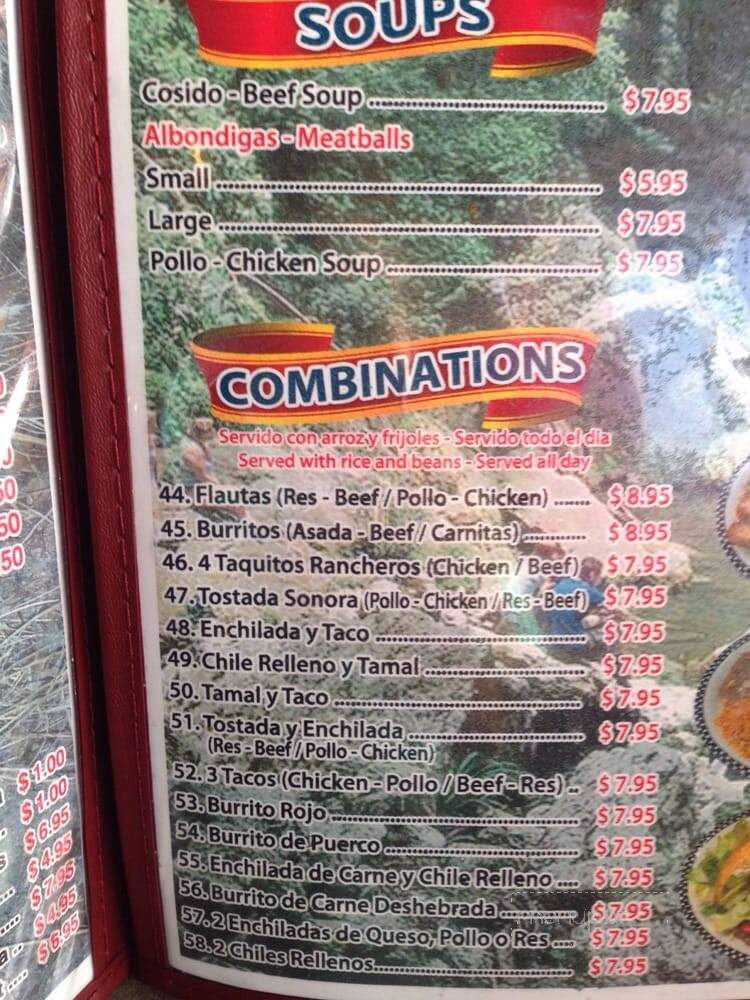 SOUPS
Cosido - Beef Soup ........ $7.95
Albondigas - Meatballs
Small ........ $5.95
Large ........ $7.95
Pollo - Chicken Soup ........ $7.95
COMBINATIONS
Servido con arroz y frijoles - Servido todo el dia
Served with rice and beans - Served all day
44. Flautas (Res - Beef / Pollo - Chicken) ....... $8.95
45. Burritos (Asada - Beef / Carnitas) ........ $8.95
46. 4 Taquitos Rancheros (Chicken / Beef) $7.95
47. Tostada Sonora (Pollo - Chicken / Res - Beef) $7.95
48. Enchilada y Taco ........ $7.95
49. Chile Relleno y Tamal ........ $7.95
50. Tamal y Taco ........ $7.95
51. Tostada y Enchilada ........ $7.95
(Res - Beef / Pollo - Chicken)
52. 3 Tacos (Chicken - Pollo / Beef - Res) .. $7.95
53. Burrito Rojo ........ $7.95
54. Burrito de Puerco ........ $7.95
55. Enchilada de Carne y Chile Relleno .... $7.95
56. Burrito de Carne Deshebrada ........ $7.95
57. 2 Enchiladas de Queso, Pollo o Res .... $7.95
58. 2 Chiles Rellenos ........ $7.95
50
50
50
$1.00
$1.00
$6.95
$4.95
$7.95
$4.95
$6.95